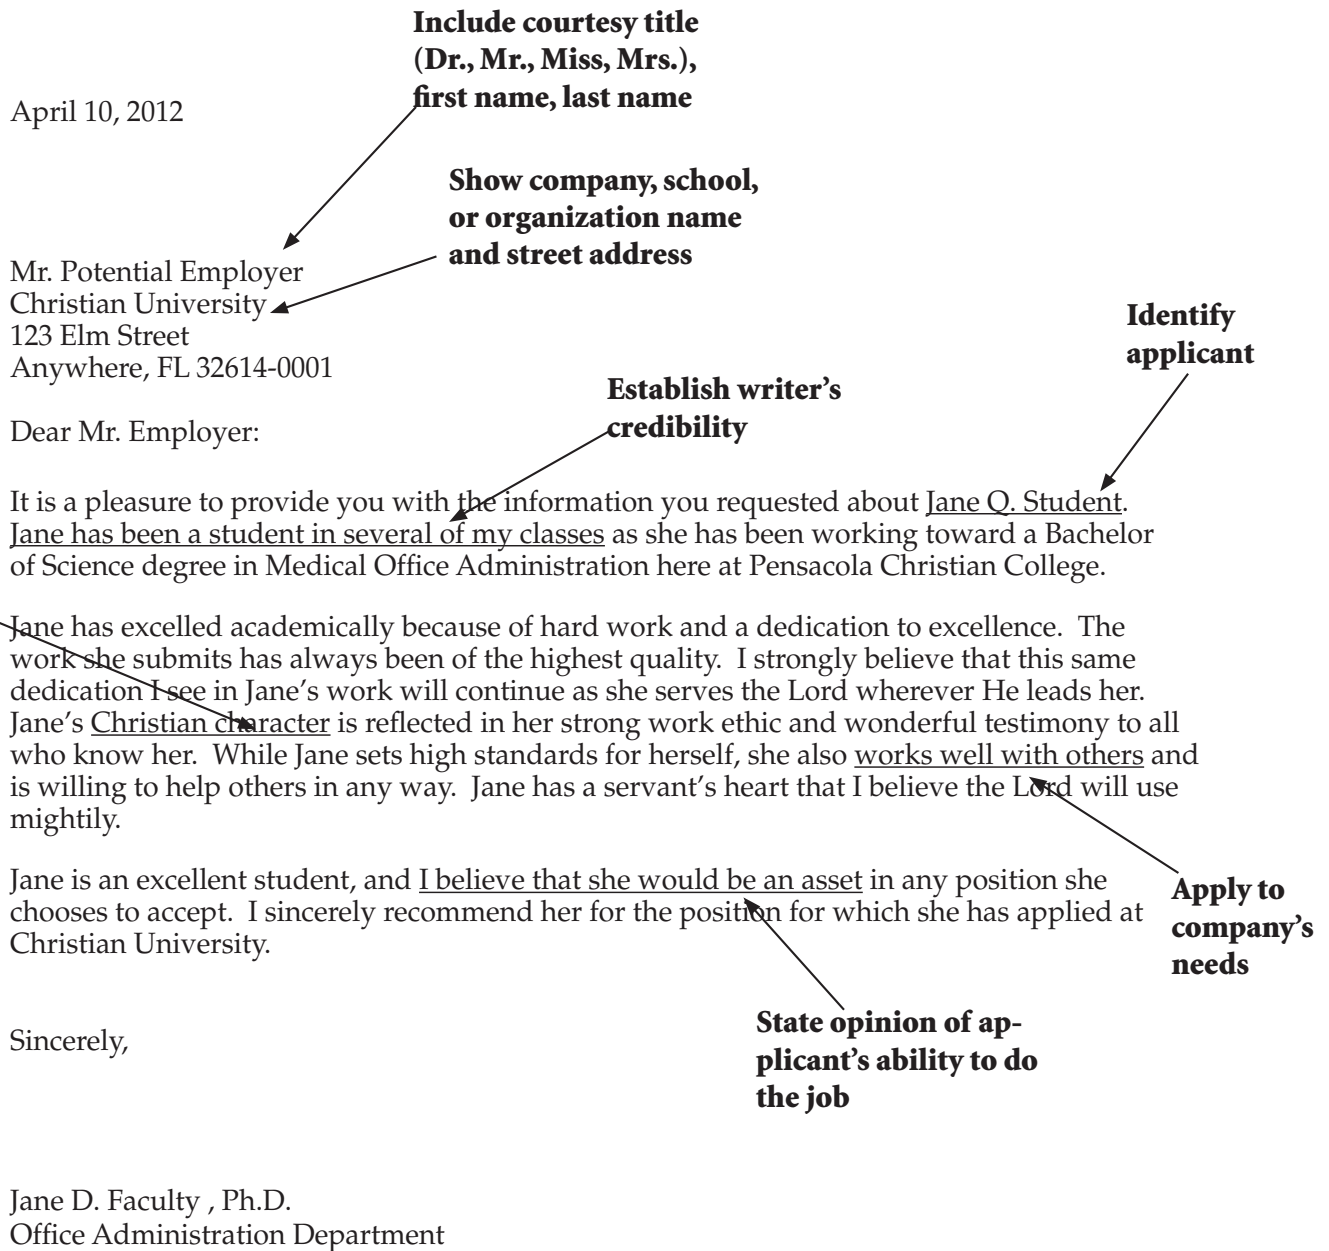 Include courtesy title
(Dr., Mr., Miss, Mrs.),
first name, last name
April 10, 2012
Show company, school,
or organization name
and street address
Mr. Potential Employer
Christian University
123 Elm Street
Anywhere, FL 32614-0001
Identify
applicant
Establish writer’s
credibility
Dear Mr. Employer:
It is a pleasure to provide you with the information you requested about Jane Q. Student.
Jane has been a student in several of my classes as she has been working toward a Bachelor
of Science degree in Medical Office Administration here at Pensacola Christian College.
Jane has excelled academically because of hard work and a dedication to excellence.  The
work she submits has always been of the highest quality.  I strongly believe that this same
dedication I see in Jane’s work will continue as she serves the Lord wherever He leads her.
Jane’s Christian character is reflected in her strong work ethic and wonderful testimony to all
who know her.  While Jane sets high standards for herself, she also works well with others and
is willing to help others in any way.  Jane has a servant’s heart that I believe the Lord will use
mightily.
Jane is an excellent student, and I believe that she would be an asset in any position she
chooses to accept.  I sincerely recommend her for the position for which she has applied at
Christian University.
Apply to
company’s
needs
State opinion of ap-
plicant’s ability to do
the job
Sincerely,
Jane D. Faculty , Ph.D.
Office Administration Department